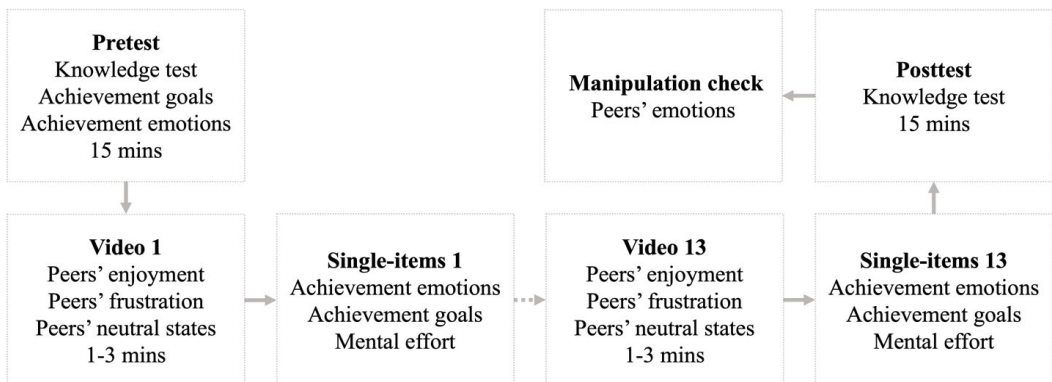 Pretest
Knowledge test
Achievement goals
Achievement emotions
15 mins
Manipulation check
Peers’ emotions
Posttest
Knowledge test
15 mins
Video 1
Peers’ enjoyment
Peers’ frustration
Peers’ neutral states
1-3 mins
Single-items 1
Achievement emotions
Achievement goals
Mental effort
Video 13
Peers’ enjoyment
Peers’ frustration
Peers’ neutral states
1-3 mins
Single-items 13
Achievement emotions
Achievement goals
Mental effort